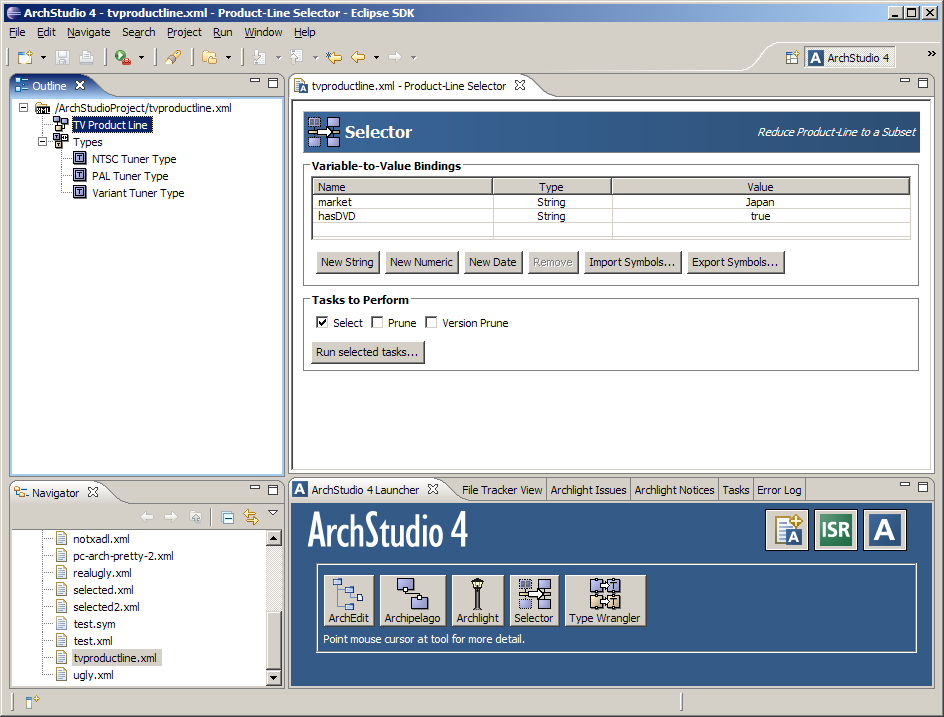 ArchStudio 4 - tvproductline.xml - Product-Line Selector - Eclipse SDK
File Edit Navigate Search Project Run Window Help
A ArchStudio 4
Outline
tvproductline.xml - Product-Line Selector
/ArchStudioProject/tvproductline.xml
TV Product Line
Types
NTSC Tuner Type
PAL Tuner Type
Variant Tuner Type
Selector
Reduce Product-Line to a Subset
Variable-to-Value Bindings
Name Type Value
market String Japan
hasDVD String true
New String New Numeric New Date Remove Import Symbols... Export Symbols...
Tasks to Perform
Select Prune Version Prune
Run selected tasks...
Navigator
notxadl.xml
pc-arch-pretty-2.xml
realugly.xml
selected.xml
selected2.xml
test.sym
test.xml
tvproductline.xml
ugly.xml
A ArchStudio 4 Launcher File Tracker View Archlight Issues Archlight Notices Tasks Error Log
ArchStudio 4
A ISR A
ArchEdit Archipelago Archlight Selector Type Wrangler
Point mouse cursor at tool for more detail.